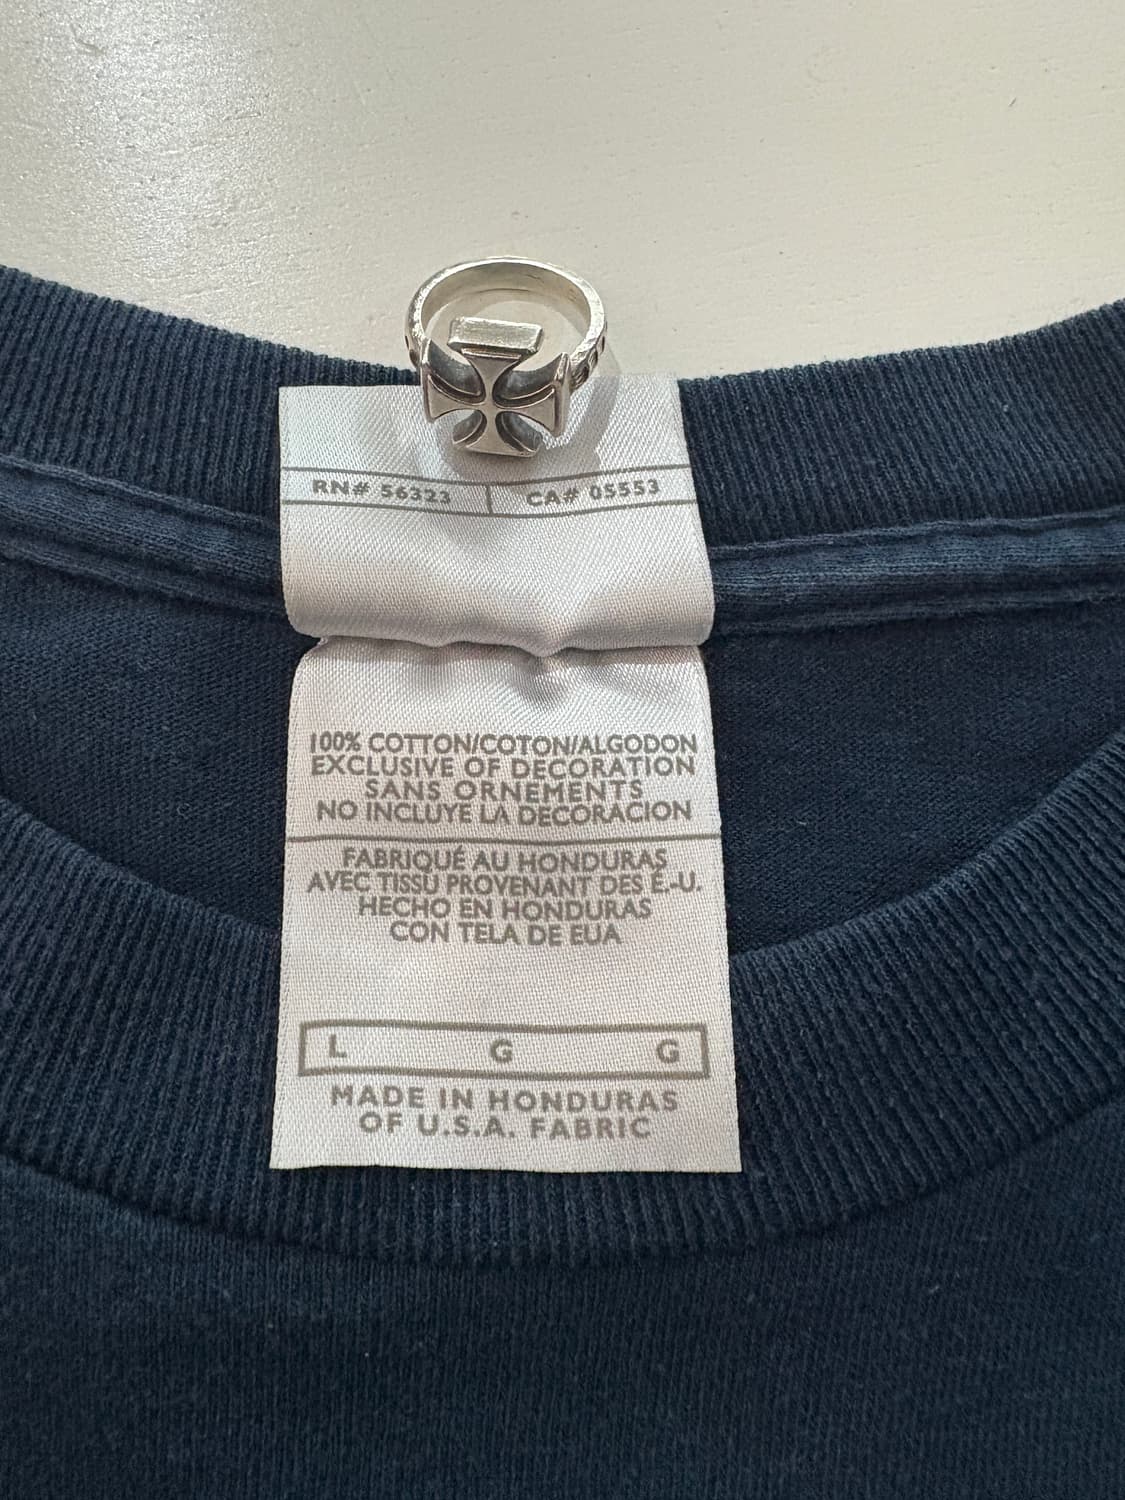 RN# 56323 CA# 05553
100% COTTON/COTON/ALGODON
EXCLUSIVE OF DECORATION
SANS ORNEMENTS
NO INCLUYE LA DECORACION
FABRIQUÉ AU HONDURAS
AVEC TISSU PROVENANT DES É.-U.
HECHO EN HONDURAS
CON TELA DE EUA
L G G
MADE IN HONDURAS
OF U.S.A. FABRIC